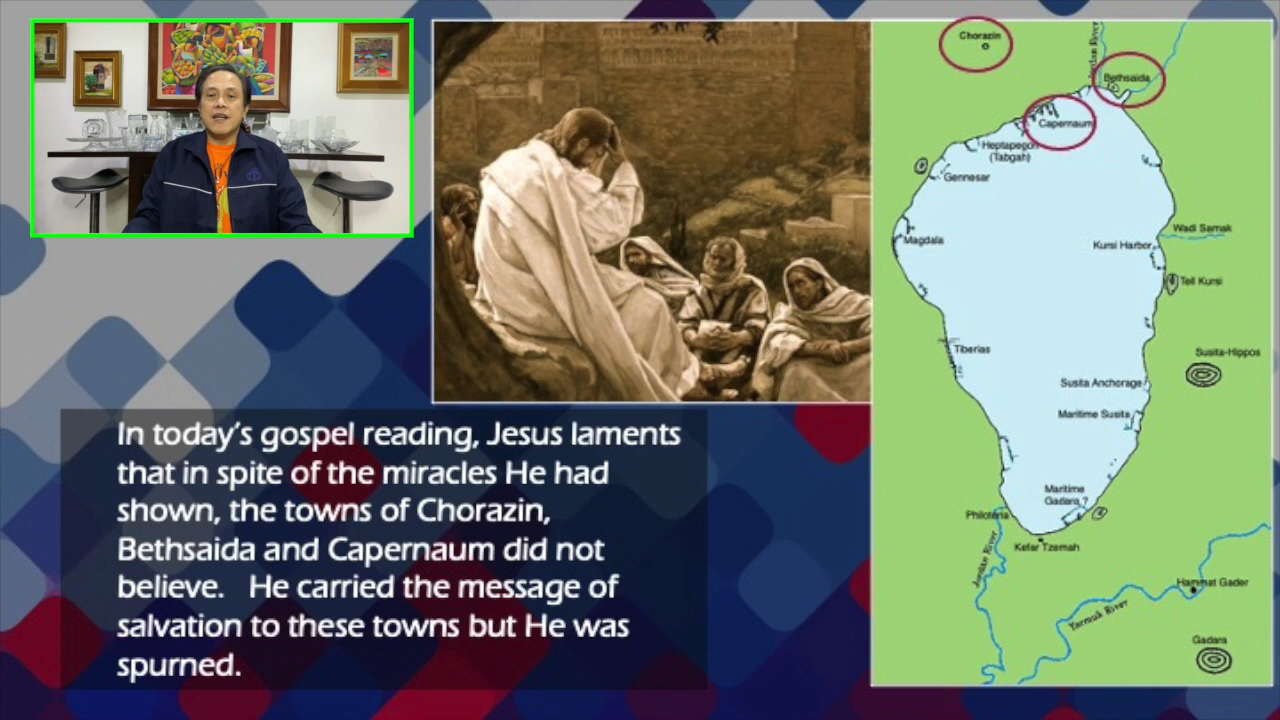 In today's gospel reading, Jesus laments
that in spite of the miracles He had
shown, the towns of Chorazin,
Bethsaida and Capernaum did not
believe.   He carried the message of
salvation to these towns but He was
spurned.
Chorazin
Jordan River
Bethsaida
Capernaum
Heptapegon
(Tabgah)
Gennesar
Magdala
Wadi Samak
Kursi Harbor
Tell Kursi
Tiberias
Susita-Hippos
Susita Anchorage
Maritime Susita
Maritime
Gadara ?
Philoteria
Kefar Tzemah
Jordan River
Hammat Gader
Yarmuk River
Gadara